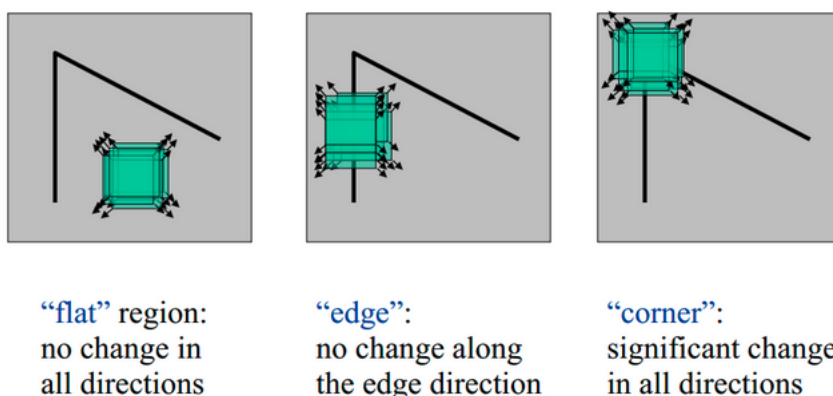 “flat” region:
no change in
all directions
“edge”:
no change along
the edge direction
“corner”:
significant change
in all directions